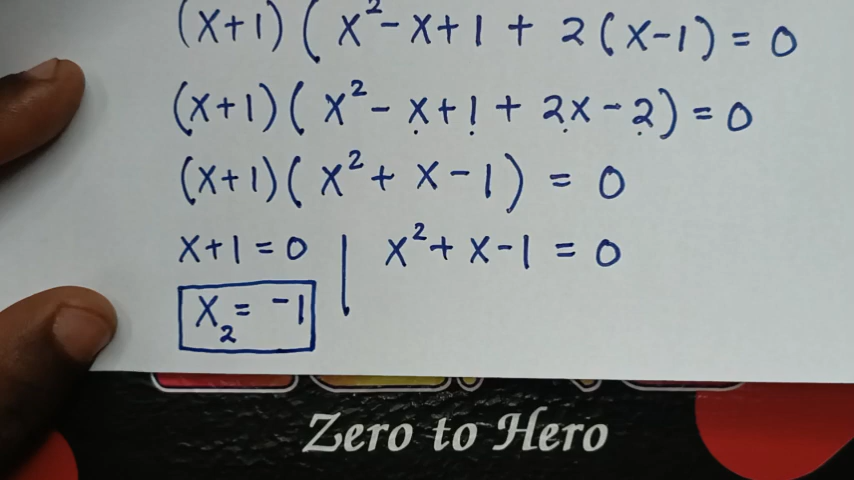 (x+1)(x²-x+1 + 2(x-1) = 0
(x+1)(x²- x+1 + 2x-2) = 0
(x+1)(x²+ x-1) = 0
x+1=0 | x²+x-1 = 0
x₂= -1
Zero to Hero